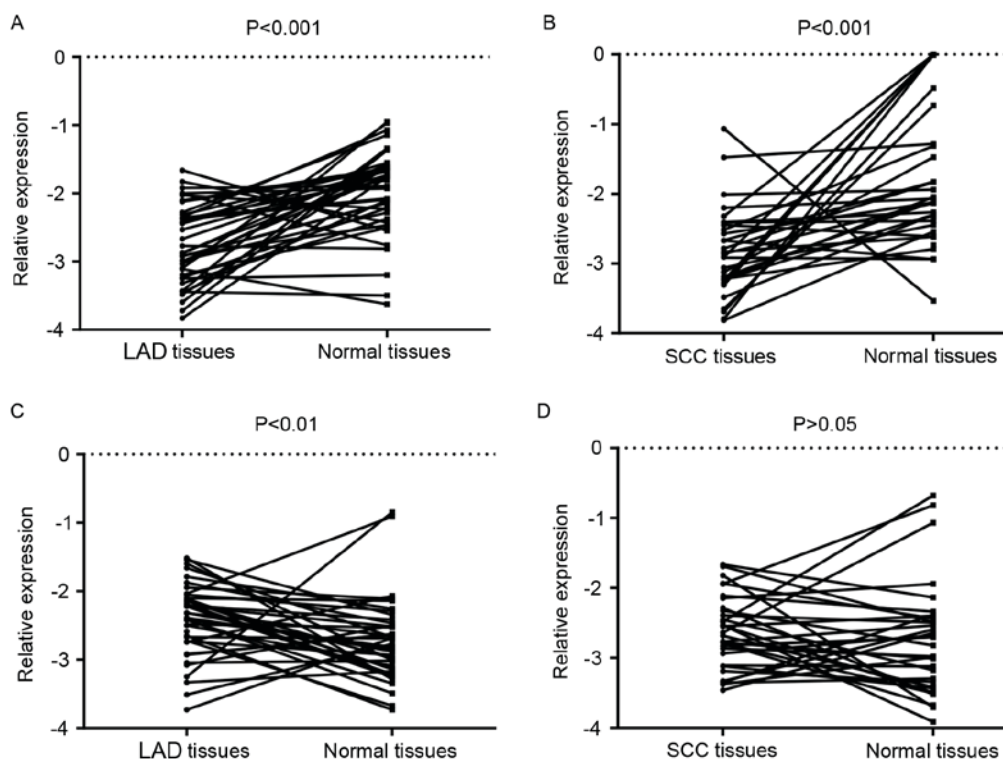 A
P<0.001
0
-1
-2
-3
-4
Relative expression
LAD tissues
Normal tissues
B
P<0.001
0
-1
-2
-3
-4
Relative expression
SCC tissues
Normal tissues
C
P<0.01
0
-1
-2
-3
-4
Relative expression
LAD tissues
Normal tissues
D
P>0.05
0
-1
-2
-3
-4
Relative expression
SCC tissues
Normal tissues